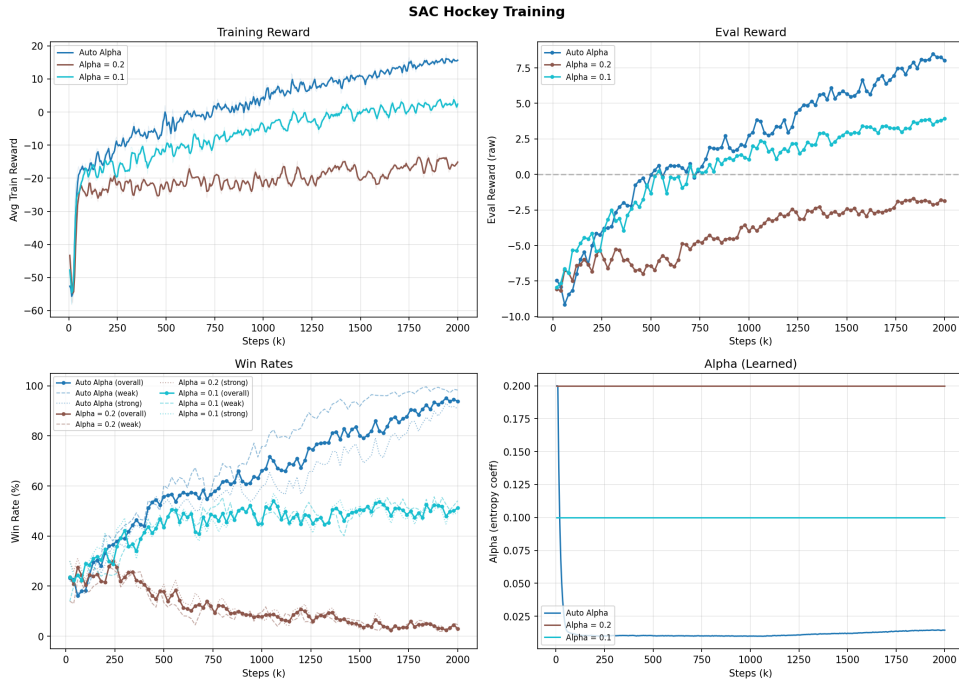 SAC Hockey Training
Training Reward
Avg Train Reward
20
10
0
−10
−20
−30
−40
−50
−60
Auto Alpha
Alpha = 0.2
Alpha = 0.1
0 250 500 750 1000 1250 1500 1750 2000
Steps (k)
Eval Reward
Eval Reward (raw)
7.5
5.0
2.5
0.0
−2.5
−5.0
−7.5
−10.0
Auto Alpha
Alpha = 0.2
Alpha = 0.1
0 250 500 750 1000 1250 1500 1750 2000
Steps (k)
Win Rates
Win Rate (%)
100
80
60
40
20
0
Auto Alpha (overall)
Auto Alpha (weak)
Auto Alpha (strong)
Alpha = 0.2 (overall)
Alpha = 0.2 (weak)
Alpha = 0.2 (strong)
Alpha = 0.1 (overall)
Alpha = 0.1 (weak)
Alpha = 0.1 (strong)
0 250 500 750 1000 1250 1500 1750 2000
Steps (k)
Alpha (Learned)
Alpha (entropy coeff)
0.200
0.175
0.150
0.125
0.100
0.075
0.050
0.025
Auto Alpha
Alpha = 0.2
Alpha = 0.1
0 250 500 750 1000 1250 1500 1750 2000
Steps (k)